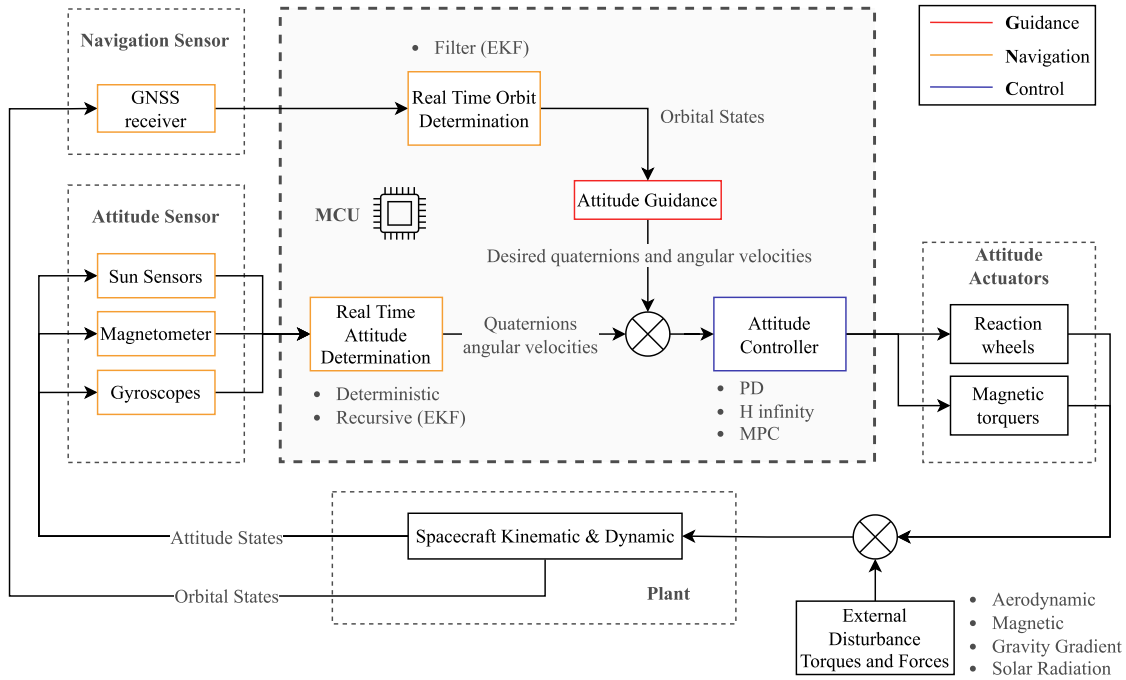 Navigation Sensor
GNSS
receiver
• Filter (EKF)
Real Time Orbit
Determination
Orbital States
Guidance
Navigation
Control
MCU
Attitude Guidance
Desired quaternions and angular velocities
Attitude Sensor
Sun Sensors
Magnetometer
Gyroscopes
Real Time
Attitude
Determination
• Deterministic
• Recursive (EKF)
Quaternions
angular velocities
Attitude
Controller
• PD
• H infinity
• MPC
Attitude
Actuators
Reaction
wheels
Magnetic
torquers
Attitude States
Orbital States
Spacecraft Kinematic & Dynamic
Plant
External
Disturbance
Torques and Forces
• Aerodynamic
• Magnetic
• Gravity Gradient
• Solar Radiation